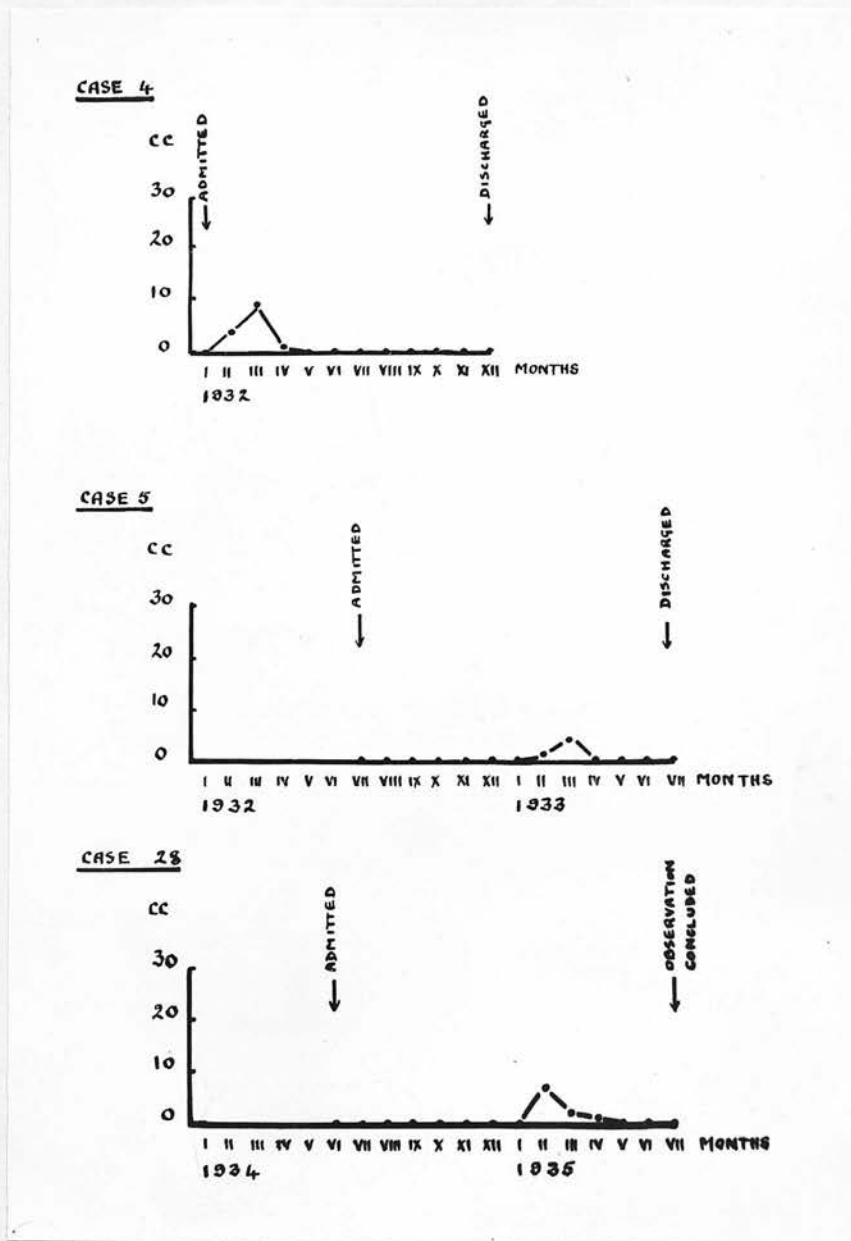 CASE 4
CC
ADMITTED
DISCHARGED
30
20
10
0
I II III IV V VI VII VIII IX X XI XII MONTHS
1932
CASE 5
CC
ADMITTED
DISCHARGED
30
20
10
0
I II III IV V VI VII VIII IX X XI XII I II III IV V VI VII MONTHS
1932 1933
CASE 28
CC
ADMITTED
OBSERVATION
CONCLUDED
30
20
10
0
I II III IV V VI VII VIII IX X XI XII I II III IV V VI VII MONTHS
1934 1935